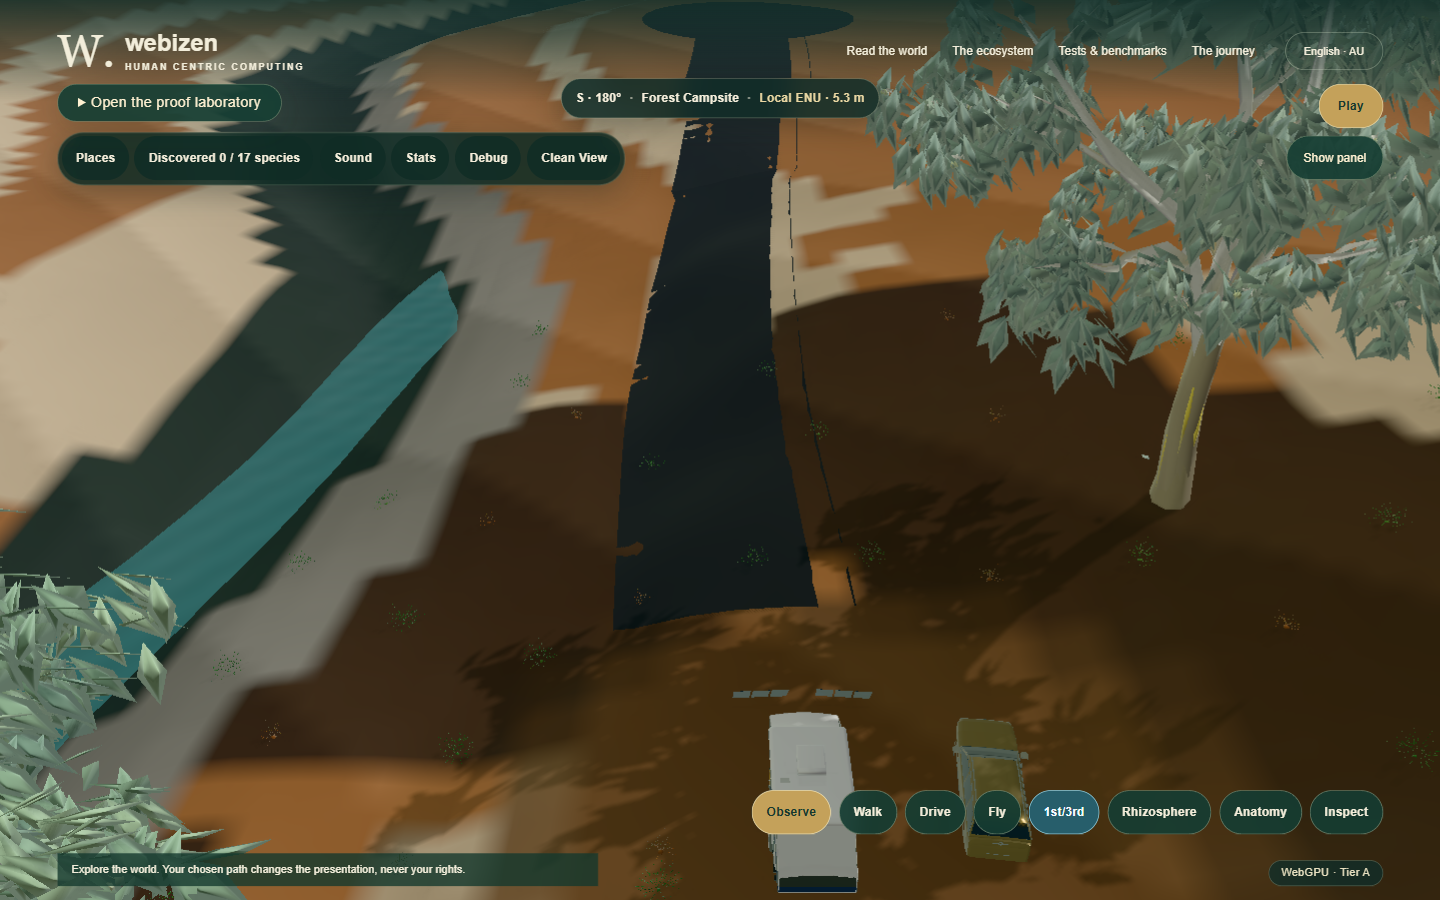 W. webizen
HUMAN CENTRIC COMPUTING
Read the world
The ecosystem
Tests & benchmarks
The journey
English · AU
Open the proof laboratory
S · 180° · Forest Campsite · Local ENU · 5.3 m
Play
Places
Discovered 0 / 17 species
Sound
Stats
Debug
Clean View
Show panel
Observe
Walk
Drive
Fly
1st/3rd
Rhizosphere
Anatomy
Inspect
Explore the world. Your chosen path changes the presentation, never your rights.
WebGPU · Tier A